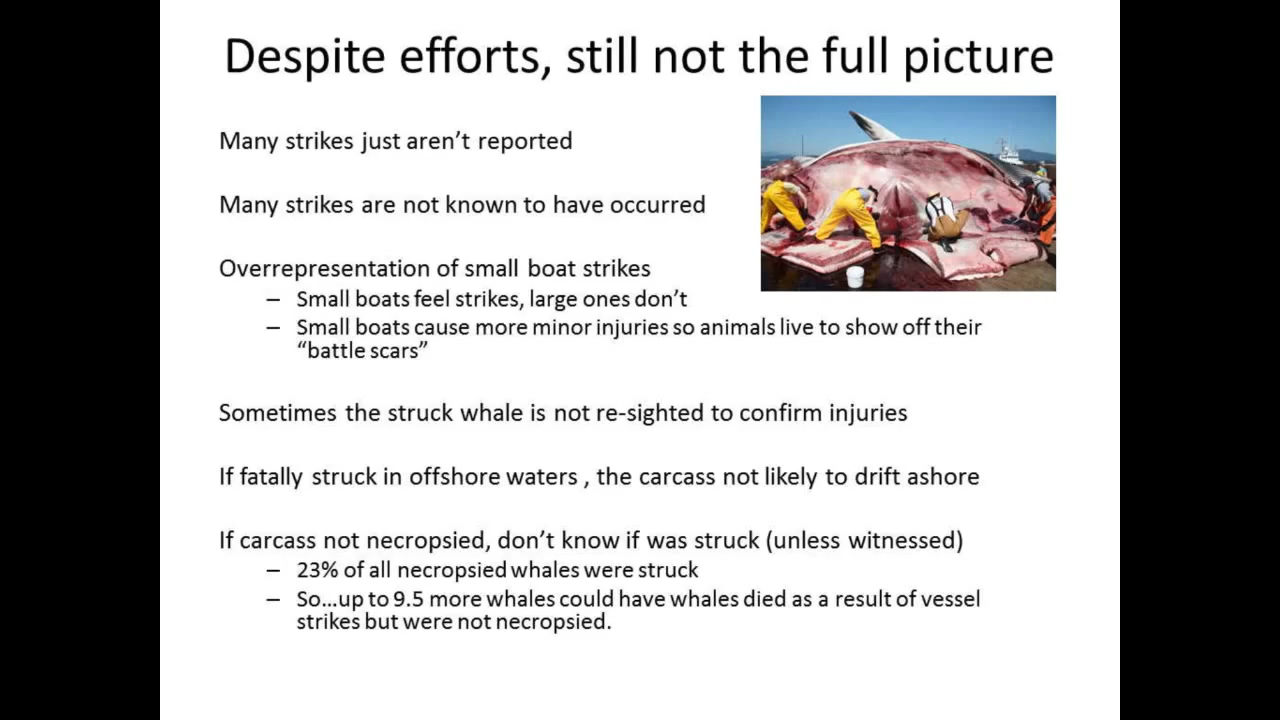 Despite efforts, still not the full picture
Many strikes just aren’t reported
Many strikes are not known to have occurred
Overrepresentation of small boat strikes
– Small boats feel strikes, large ones don’t
– Small boats cause more minor injuries so animals live to show off their
“battle scars”
Sometimes the struck whale is not re-sighted to confirm injuries
If fatally struck in offshore waters , the carcass not likely to drift ashore
If carcass not necropsied, don’t know if was struck (unless witnessed)
– 23% of all necropsied whales were struck
– So…up to 9.5 more whales could have whales died as a result of vessel
strikes but were not necropsied.